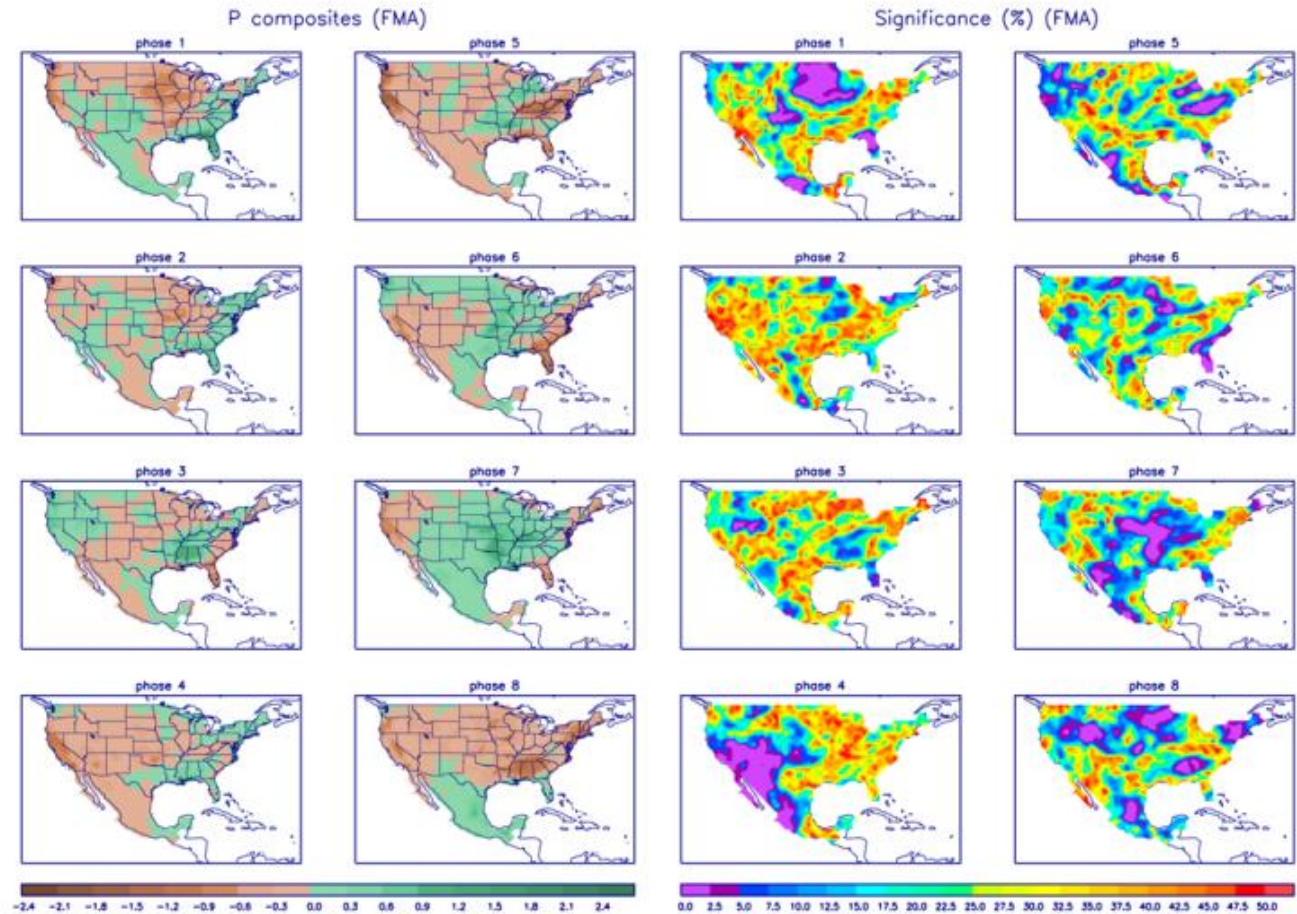 P composites (FMA)
Significance (%) (FMA)
phase 1
phase 5
phase 1
phase 5
phase 2
phase 6
phase 2
phase 6
phase 3
phase 7
phase 3
phase 7
phase 4
phase 8
phase 4
phase 8
-2.4 -2.1 -1.8 -1.5 -1.2 -0.9 -0.6 -0.3 0.0 0.3 0.6 0.9 1.2 1.5 1.8 2.1 2.4
0.0 2.5 5.0 7.5 10.0 12.5 15.0 17.5 20.0 22.5 25.0 27.5 30.0 32.5 35.0 37.5 40.0 42.5 45.0 47.5 50.0